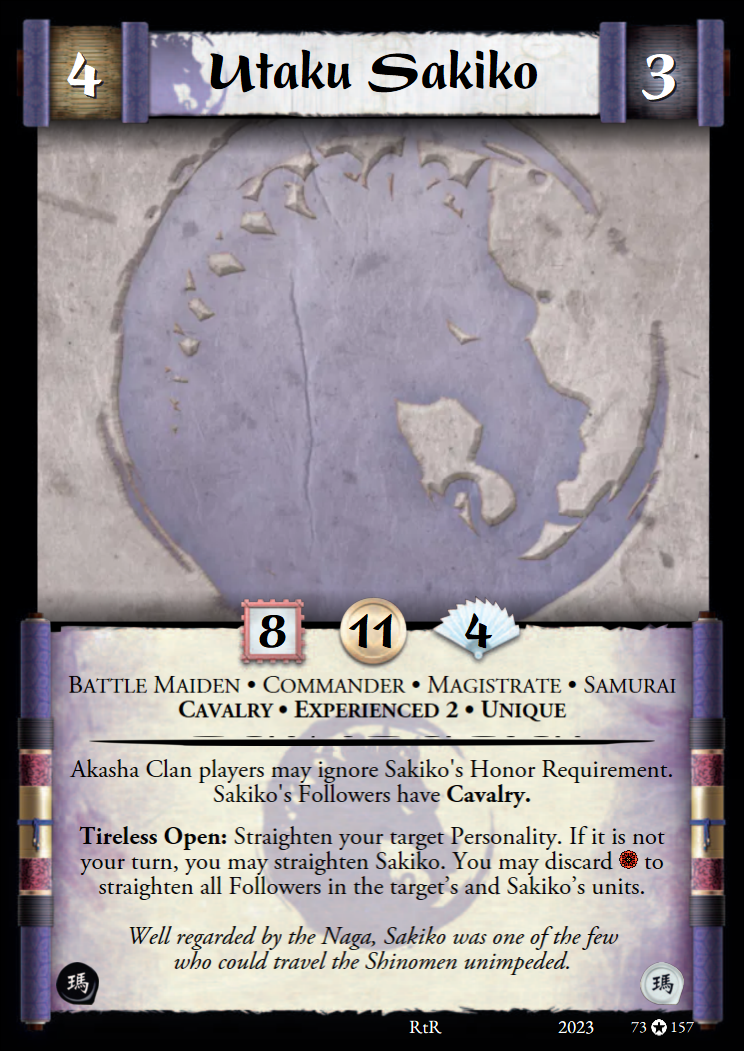 4
Utaku Sakiko
3
8
11
4
BATTLE MAIDEN • COMMANDER • MAGISTRATE • SAMURAI
CAVALRY • EXPERIENCED 2 • UNIQUE
Akasha Clan players may ignore Sakiko's Honor Requirement.
Sakiko's Followers have Cavalry.
Tireless Open: Straighten your target Personality. If it is not
your turn, you may straighten Sakiko. You may discard to
straighten all Followers in the target’s and Sakiko’s units.
Well regarded by the Naga, Sakiko was one of the few
who could travel the Shinomen unimpeded.
瑪
瑪
RtR
2023
73 157